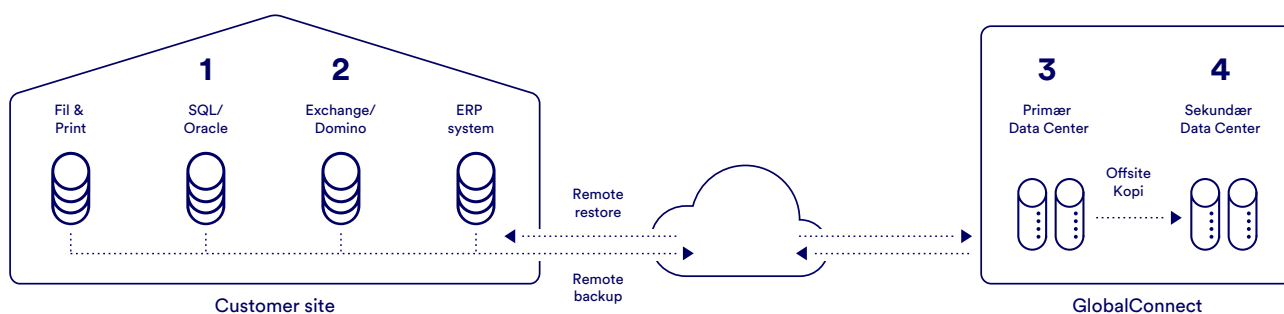 1
2
Fil &
Print
SQL/
Oracle
Exchange/
Domino
ERP
system
Remote
restore
Remote
backup
Customer site
3
4
Primær
Data Center
Sekundær
Data Center
Offsite
Kopi
GlobalConnect